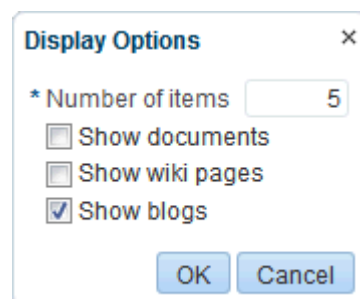 Display Options ×
* Number of items 5
Show documents
Show wiki pages
Show blogs
OK Cancel